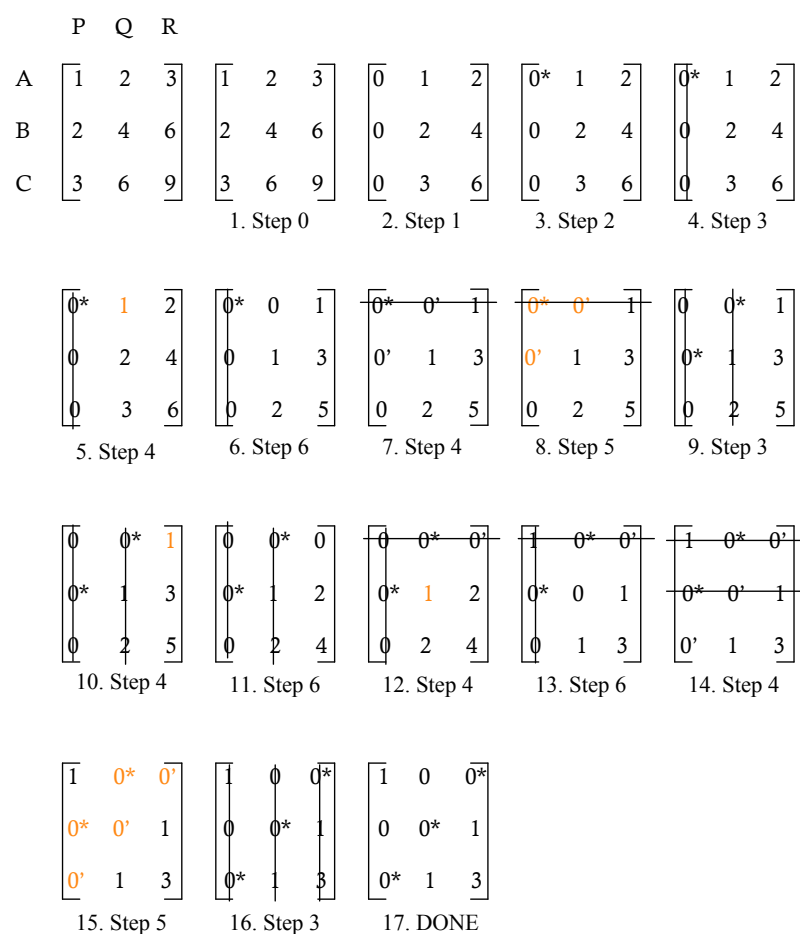 P Q R
A 1 2 3 1 2 3 0 1 2 0* 1 2 0* 1 2
B 2 4 6 2 4 6 0 2 4 0 2 4 0 2 4
C 3 6 9 3 6 9 0 3 6 0 3 6 0 3 6
1. Step 0 2. Step 1 3. Step 2 4. Step 3
0* 1 2 0* 0 1 0* 0’ 1 0* 0’ 1 0 0* 1
0 2 4 0 1 3 0’ 1 3 0’ 1 3 0* 1 3
0 3 6 0 2 5 0 2 5 0 2 5 0 2 5
5. Step 4 6. Step 6 7. Step 4 8. Step 5 9. Step 3
0 0* 1 0 0* 0 0 0* 0’ 1 0* 0’ 1 0* 0’
0* 1 3 0* 1 2 0* 1 2 0* 0 1 0* 0’ 1
0 2 5 0 2 4 0 2 4 0 1 3 0’ 1 3
10. Step 4 11. Step 6 12. Step 4 13. Step 6 14. Step 4
1 0* 0’ 1 0 0* 1 0 0*
0* 0’ 1 0 0* 1 0 0* 1
0’ 1 3 0* 1 3 0* 1 3
15. Step 5 16. Step 3 17. DONE